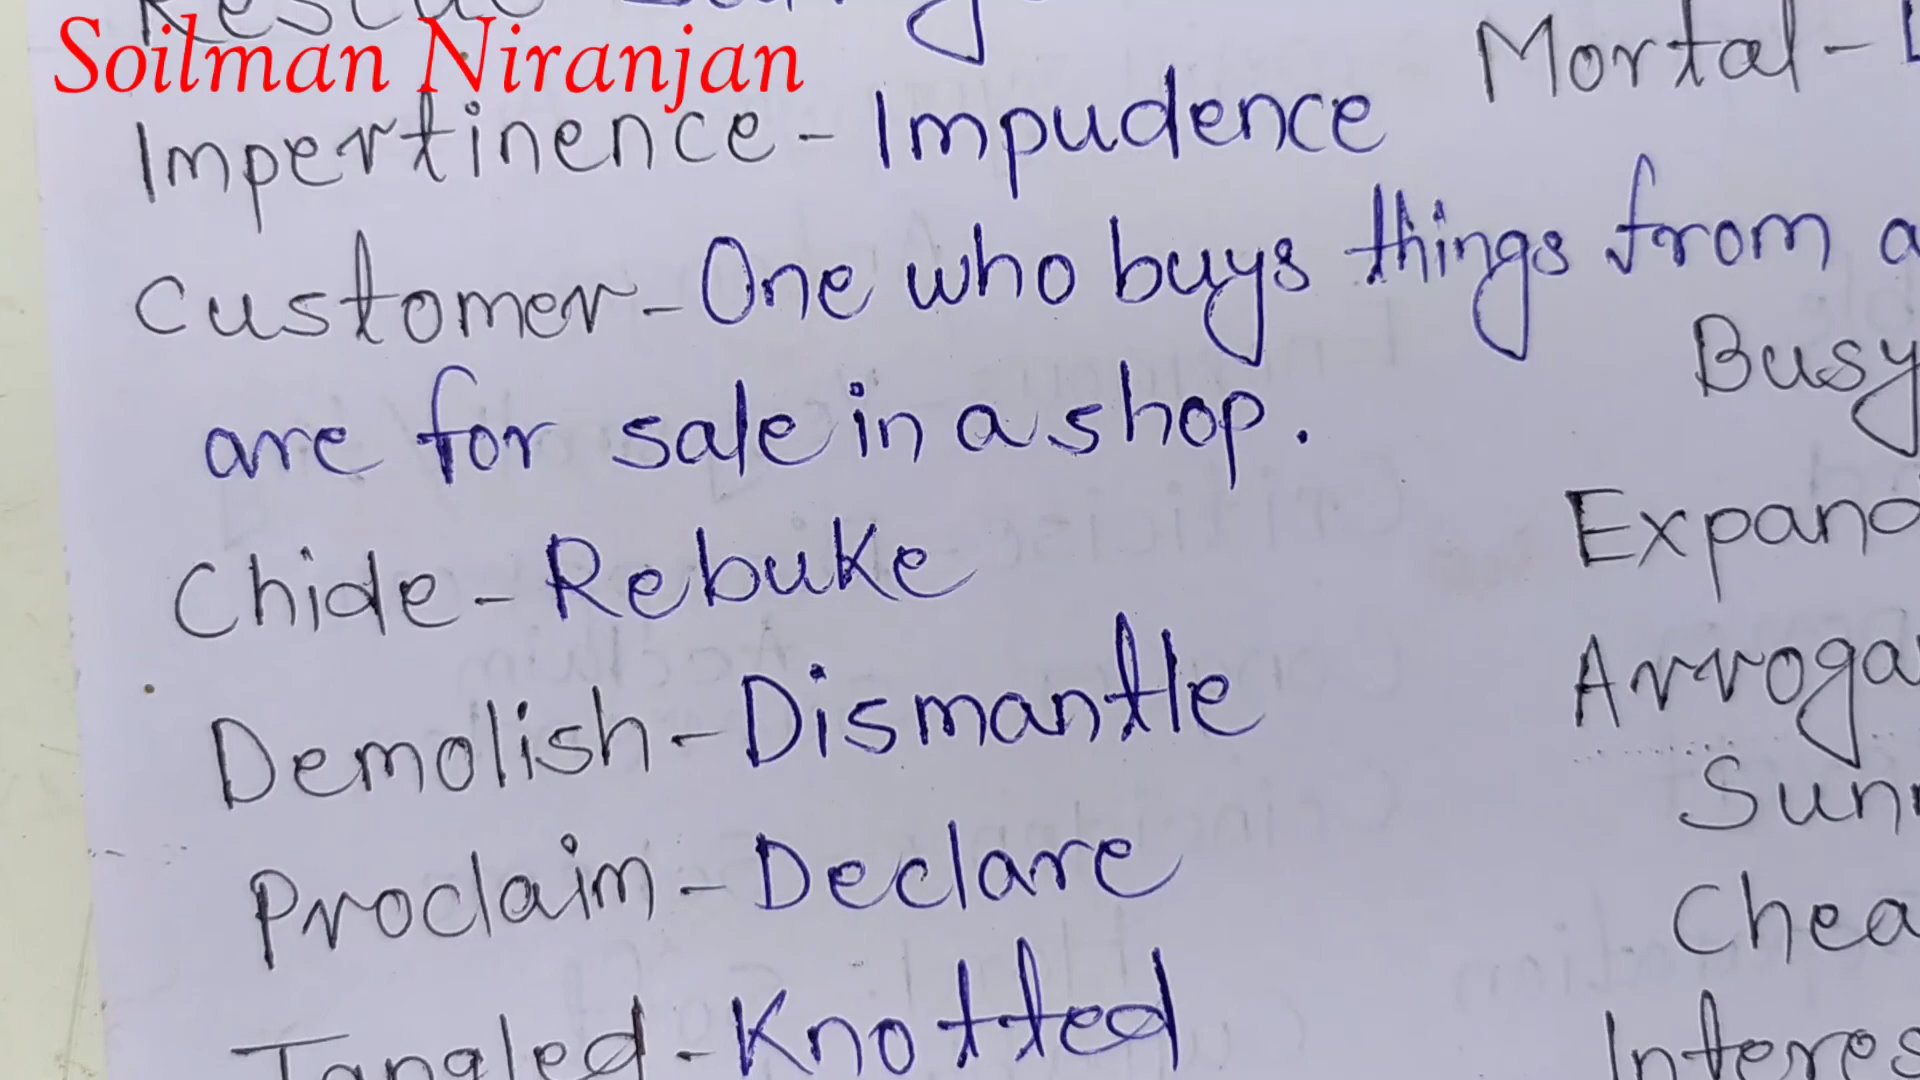 Soilman Niranjan
Impertinence - Impudence
Mortal -
Customer - One who buys things from a
are for sale in a shop.
Busy
Chide - Rebuke
Demolish - Dismantle
Proclaim - Declare
Tangled - Knotted